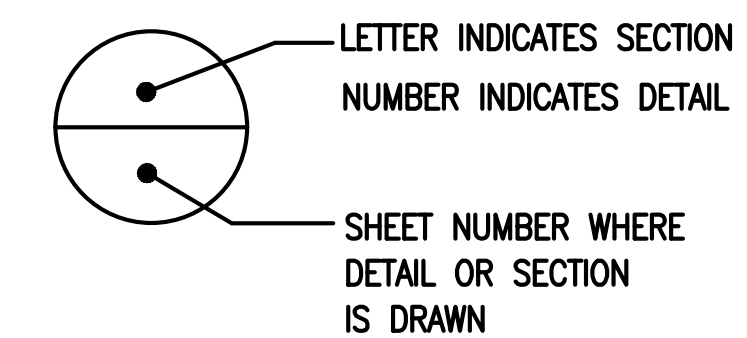 LETTER INDICATES SECTION
NUMBER INDICATES DETAIL
SHEET NUMBER WHERE
DETAIL OR SECTION
IS DRAWN